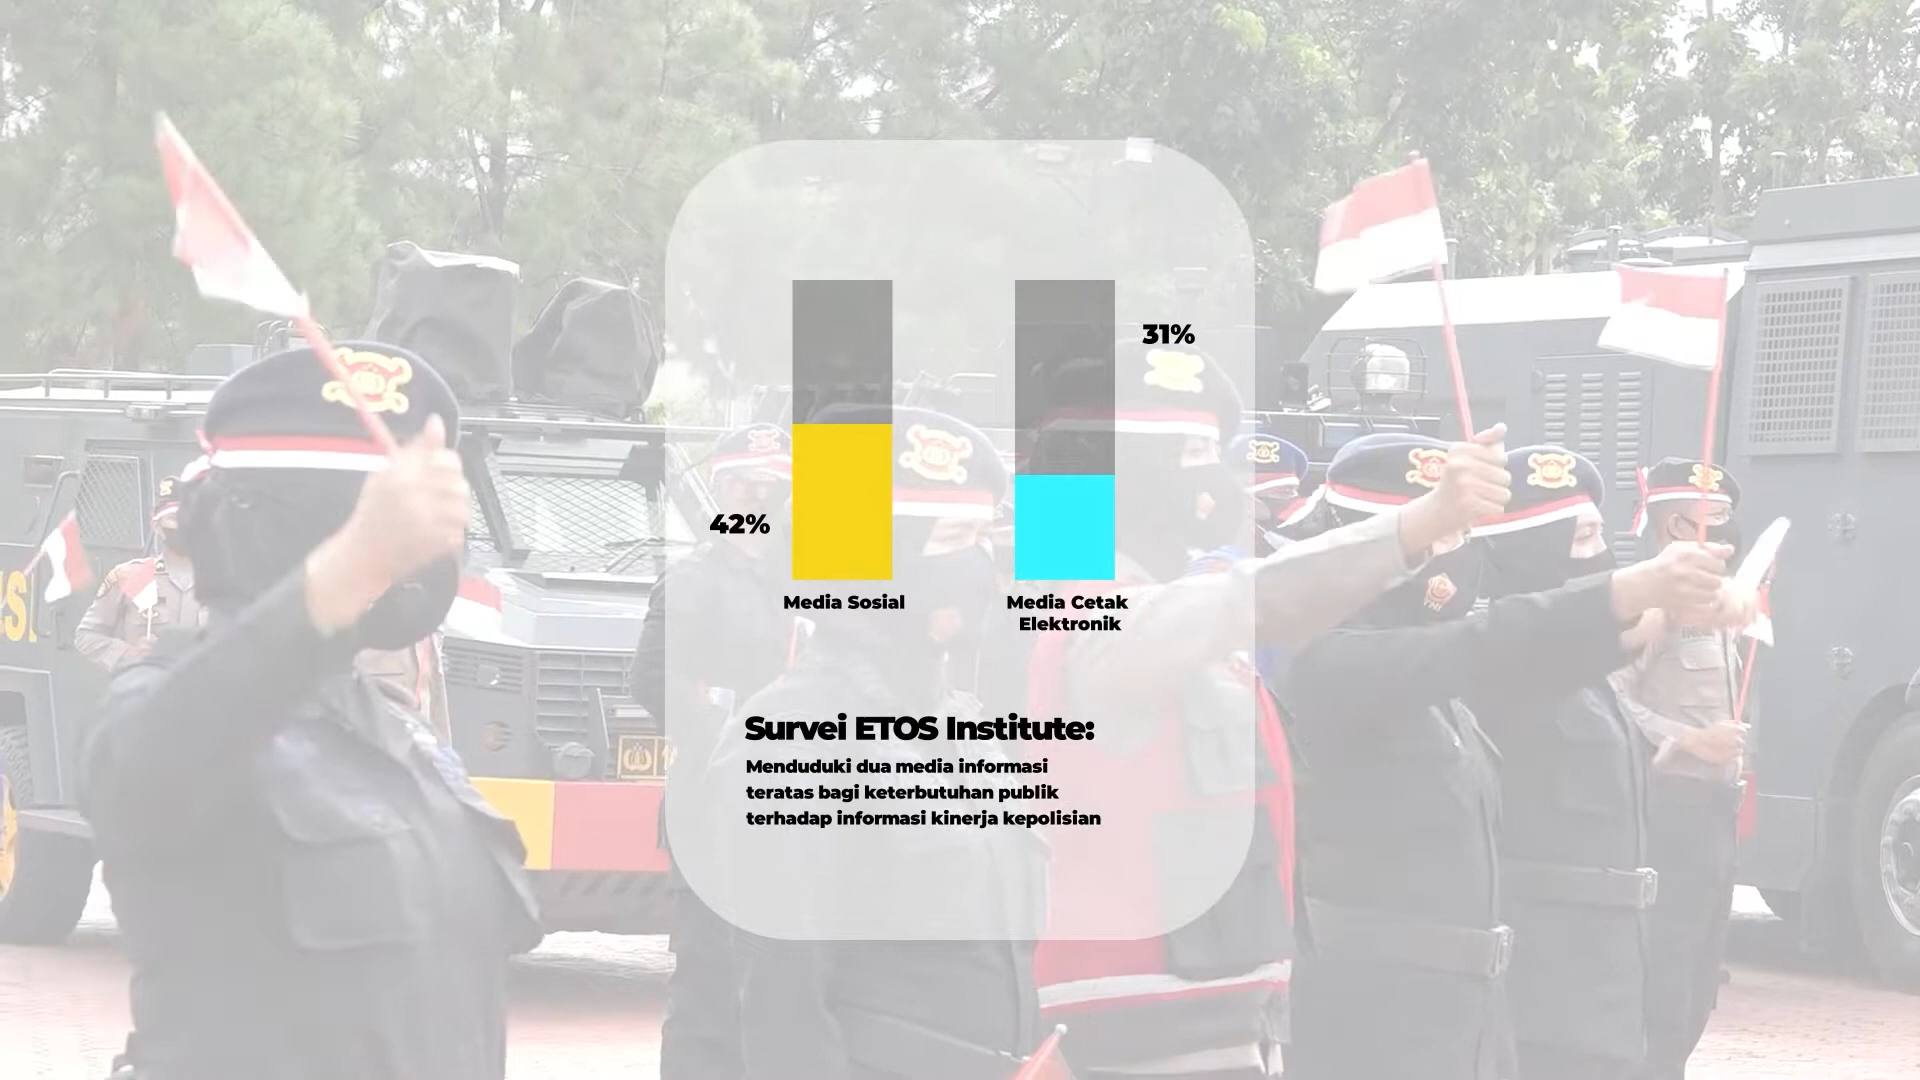 31%
42%
Media Sosial
Media Cetak
Elektronik
Survei ETOS Institute:
Menduduki dua media informasi
teratas bagi keterbutuhan publik
terhadap informasi kinerja kepolisian